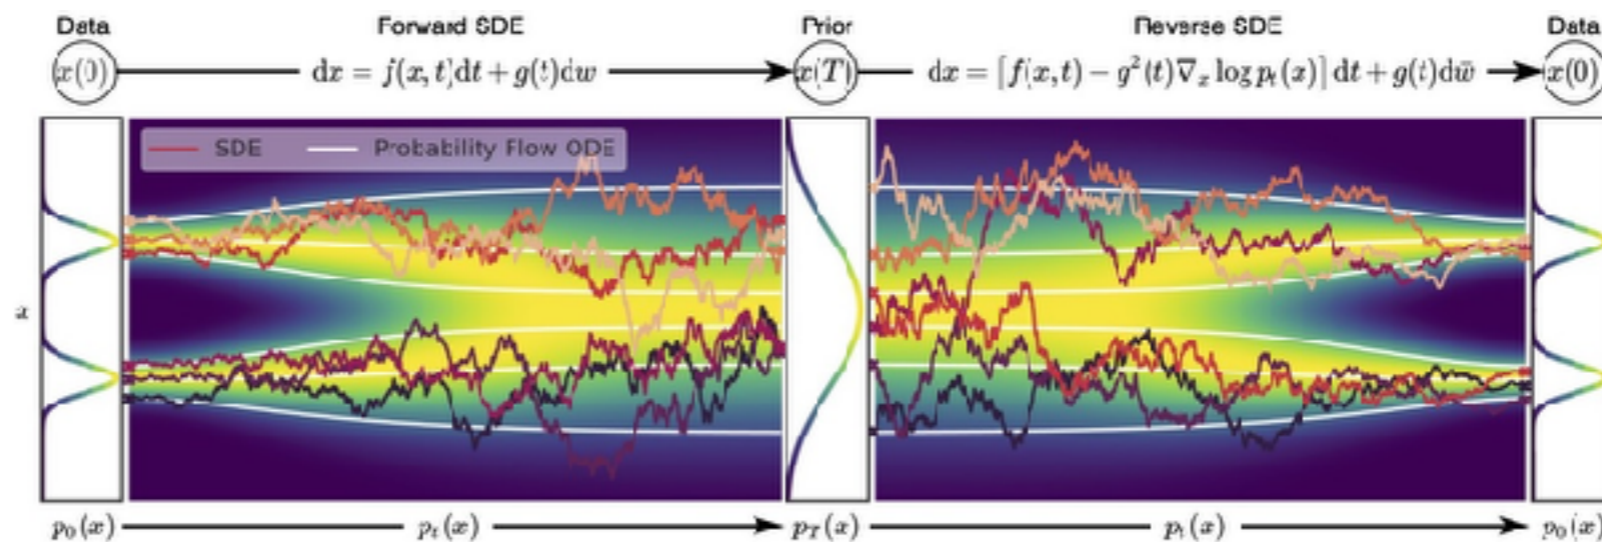 Data Forward SDE Prior Reverse SDE Data
x(0) dx = f(x,t)dt + g(t)dw x(T) dx = [f(x,t) − g²(t)∇ₓ log pₜ(x)] dt + g(t)dw̄ x(0)
SDE Probability Flow ODE
x
p₀(x) pₜ(x) p_T(x) pₜ(x) p₀(x)